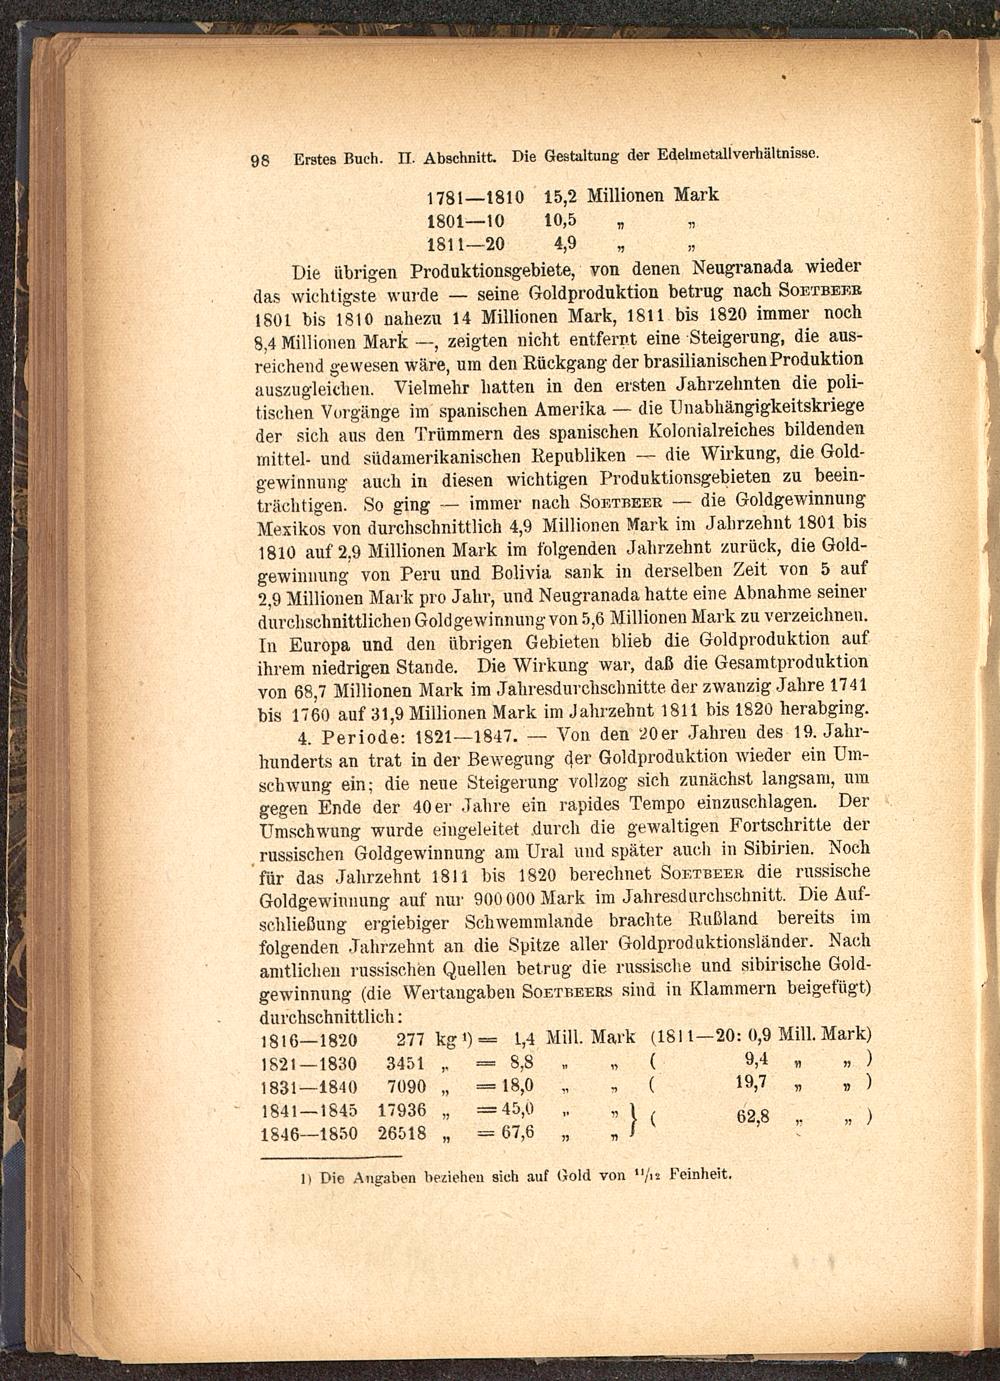 98 Erstes Buch. II. Abschnitt. Die Gestaltung der Edelmetallverhältnisse.
1781—1810 15,2 Millionen Mark
1801—10 10,5 „ „
1811—20 4,9 „ „
Die übrigen Produktionsgebiete, von denen Neugranada wieder
das wichtigste wurde — seine Goldproduktion betrug nach SOETBEER
1801 bis 1810 nahezu 14 Millionen Mark, 1811 bis 1820 immer noch
8,4 Millionen Mark —, zeigten nicht entfernt eine Steigerung, die aus-
reichend gewesen wäre, um den Rückgang der brasilianischen Produktion
auszugleichen. Vielmehr hatten in den ersten Jahrzehnten die poli-
tischen Vorgänge im spanischen Amerika — die Unabhängigkeitskriege
der sich aus den Trümmern des spanischen Kolonialreiches bildenden
mittel- und südamerikanischen Republiken — die Wirkung, die Gold-
gewinnung auch in diesen wichtigen Produktionsgebieten zu beein-
trächtigen. So ging — immer nach SOETBEER — die Goldgewinnung
Mexikos von durchschnittlich 4,9 Millionen Mark im Jahrzehnt 1801 bis
1810 auf 2,9 Millionen Mark im folgenden Jahrzehnt zurück, die Gold-
gewinnung von Peru und Bolivia sank in derselben Zeit von 5 auf
2,9 Millionen Mark pro Jahr, und Neugranada hatte eine Abnahme seiner
durchschnittlichen Goldgewinnung von 5,6 Millionen Mark zu verzeichnen.
In Europa und den übrigen Gebieten blieb die Goldproduktion auf
ihrem niedrigen Stande. Die Wirkung war, daß die Gesamtproduktion
von 68,7 Millionen Mark im Jahresdurchschnitte der zwanzig Jahre 1741
bis 1760 auf 31,9 Millionen Mark im Jahrzehnt 1811 bis 1820 herabging.
4. Periode: 1821—1847. — Von den 20er Jahren des 19. Jahr-
hunderts an trat in der Bewegung der Goldproduktion wieder ein Um-
schwung ein; die neue Steigerung vollzog sich zunächst langsam, um
gegen Ende der 40er Jahre ein rapides Tempo einzuschlagen. Der
Umschwung wurde eingeleitet durch die gewaltigen Fortschritte der
russischen Goldgewinnung am Ural und später auch in Sibirien. Noch
für das Jahrzehnt 1811 bis 1820 berechnet SOETBEER die russische
Goldgewinnung auf nur 900 000 Mark im Jahresdurchschnitt. Die Auf-
schließung ergiebiger Schwemmlande brachte Rußland bereits im
folgenden Jahrzehnt an die Spitze aller Goldproduktionsländer. Nach
amtlichen russischen Quellen betrug die russische und sibirische Gold-
gewinnung (die Wertangaben SOETBEERS sind in Klammern beigefügt)
durchschnittlich:
1816—1820 277 kg ¹) = 1,4 Mill. Mark (1811—20: 0,9 Mill. Mark)
1821—1830 3451 „ = 8,8 „ „ ( 9,4 „ „ )
1831—1840 7090 „ = 18,0 „ „ ( 19,7 „ „ )
1841—1845 17936 „ = 45,0 „ „ } ( 62,8 „ „ )
1846—1850 26518 „ = 67,6 „ „
1) Die Angaben beziehen sich auf Gold von ¹¹/₁₂ Feinheit.